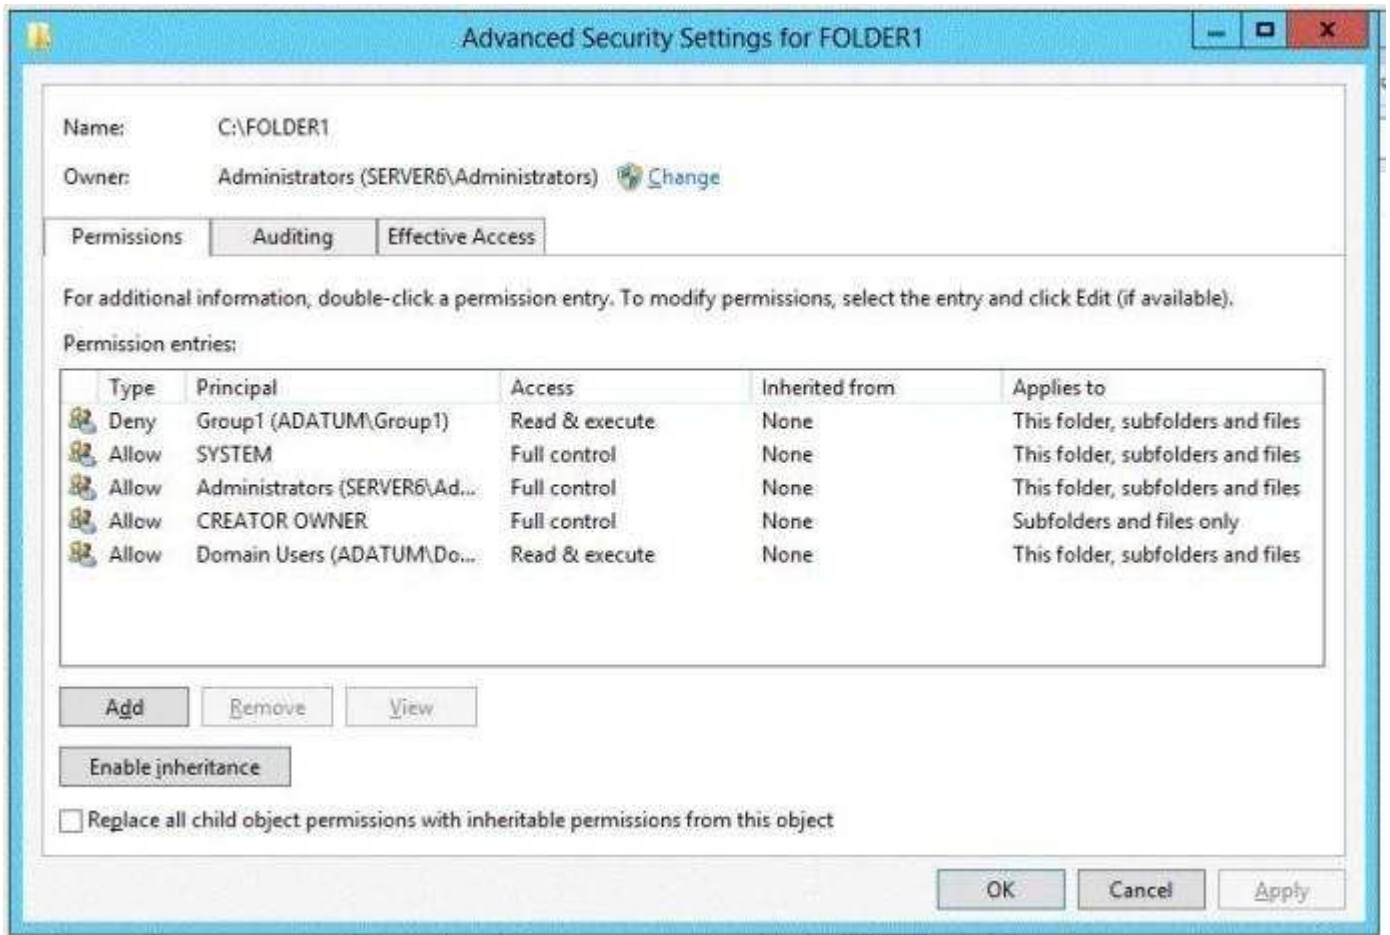 Advanced Security Settings for FOLDER1
Name: C:\FOLDER1
Owner: Administrators (SERVER6\Administrators) Change
Permissions Auditing Effective Access
For additional information, double-click a permission entry. To modify permissions, select the entry and click Edit (if available).
Permission entries:
Type Principal Access Inherited from Applies to
Deny Group1 (ADATUM\Group1) Read & execute None This folder, subfolders and files
Allow SYSTEM Full control None This folder, subfolders and files
Allow Administrators (SERVER6\Ad... Full control None This folder, subfolders and files
Allow CREATOR OWNER Full control None Subfolders and files only
Allow Domain Users (ADATUM\Do... Read & execute None This folder, subfolders and files
Add Remove View
Enable inheritance
Replace all child object permissions with inheritable permissions from this object
OK Cancel Apply